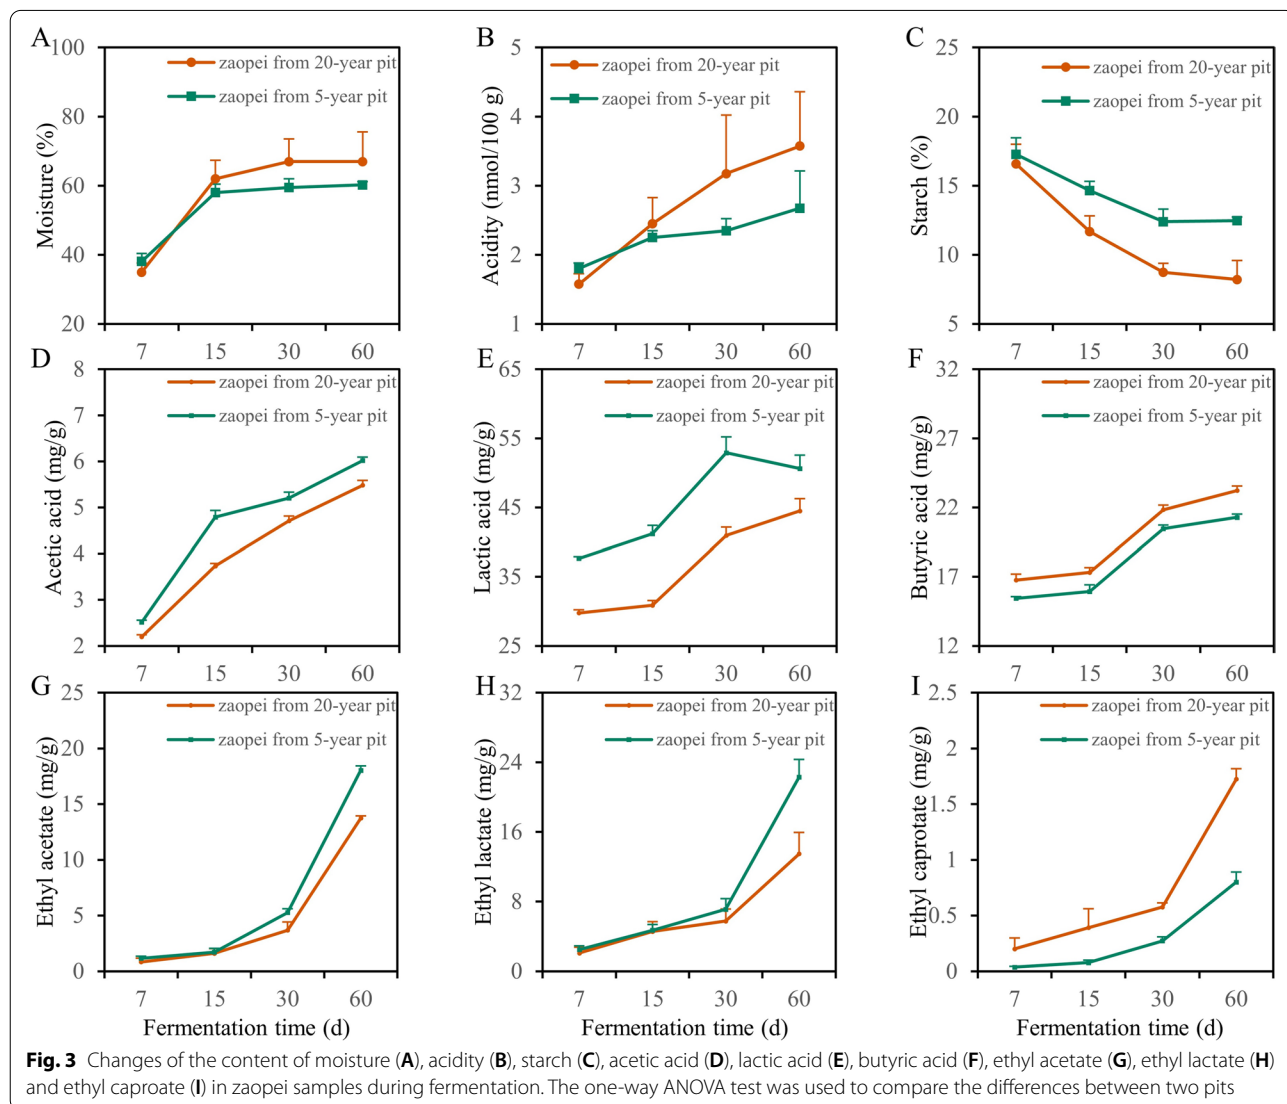 A
Moisture (%)
100
80
60
40
20
zaopei from 20-year pit
zaopei from 5-year pit
7 15 30 60
B
Acidity (nmol/100 g)
5
4
3
2
1
zaopei from 20-year pit
zaopei from 5-year pit
7 15 30 60
C
Starch (%)
25
20
15
10
5
zaopei from 20-year pit
zaopei from 5-year pit
7 15 30 60
D
Acetic acid (mg/g)
8
7
6
5
4
3
2
zaopei from 20-year pit
zaopei from 5-year pit
7 15 30 60
E
Lactic acid (mg/g)
65
55
45
35
25
zaopei from 20-year pit
zaopei from 5-year pit
7 15 30 60
F
Butyric acid (mg/g)
32
27
22
17
12
zaopei from 20-year pit
zaopei from 5-year pit
7 15 30 60
G
Ethyl acetate (mg/g)
25
20
15
10
5
0
zaopei from 20-year pit
zaopei from 5-year pit
7 15 30 60
Fermentation time (d)
H
Ethyl lactate (mg/g)
32
24
16
8
0
zaopei from 20-year pit
zaopei from 5-year pit
7 15 30 60
Fermentation time (d)
I
Ethyl caprotate (mg/g)
2.5
2
1.5
1
0.5
0
zaopei from 20-year pit
zaopei from 5-year pit
7 15 30 60
Fermentation time (d)
Fig. 3 Changes of the content of moisture (A), acidity (B), starch (C), acetic acid (D), lactic acid (E), butyric acid (F), ethyl acetate (G), ethyl lactate (H)
and ethyl caproate (I) in zaopei samples during fermentation. The one-way ANOVA test was used to compare the differences between two pits